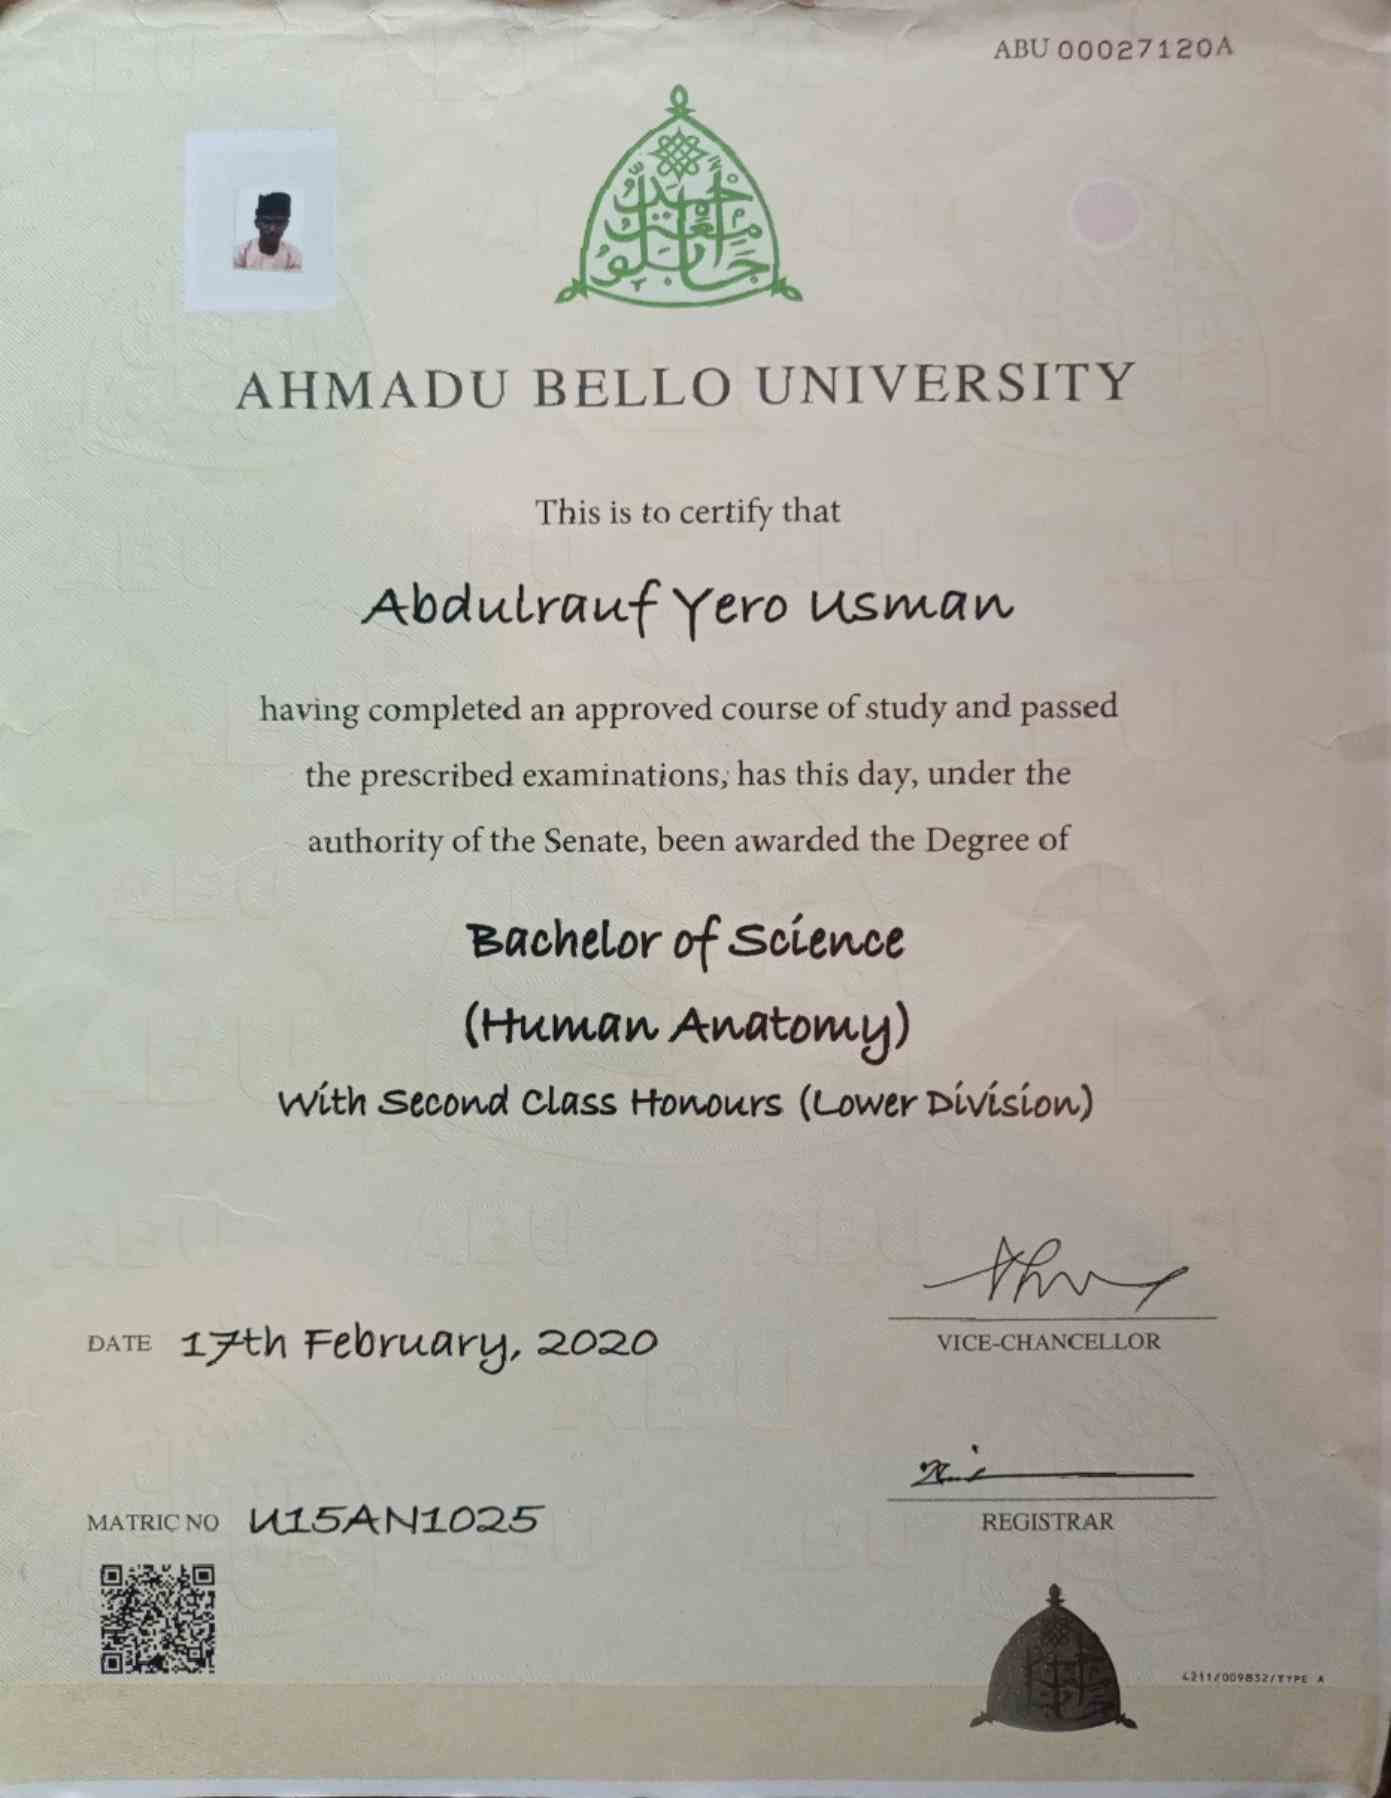 ABU 00027120A
AHMADU BELLO UNIVERSITY
This is to certify that
Abdulrauf Yero Usman
having completed an approved course of study and passed
the prescribed examinations, has this day, under the
authority of the Senate, been awarded the Degree of
Bachelor of Science
(Human Anatomy)
With Second Class Honours (Lower Division)
DATE 17th February, 2020
VICE-CHANCELLOR
MATRIC NO U15AN1025
REGISTRAR
4211/009832/TYPE A